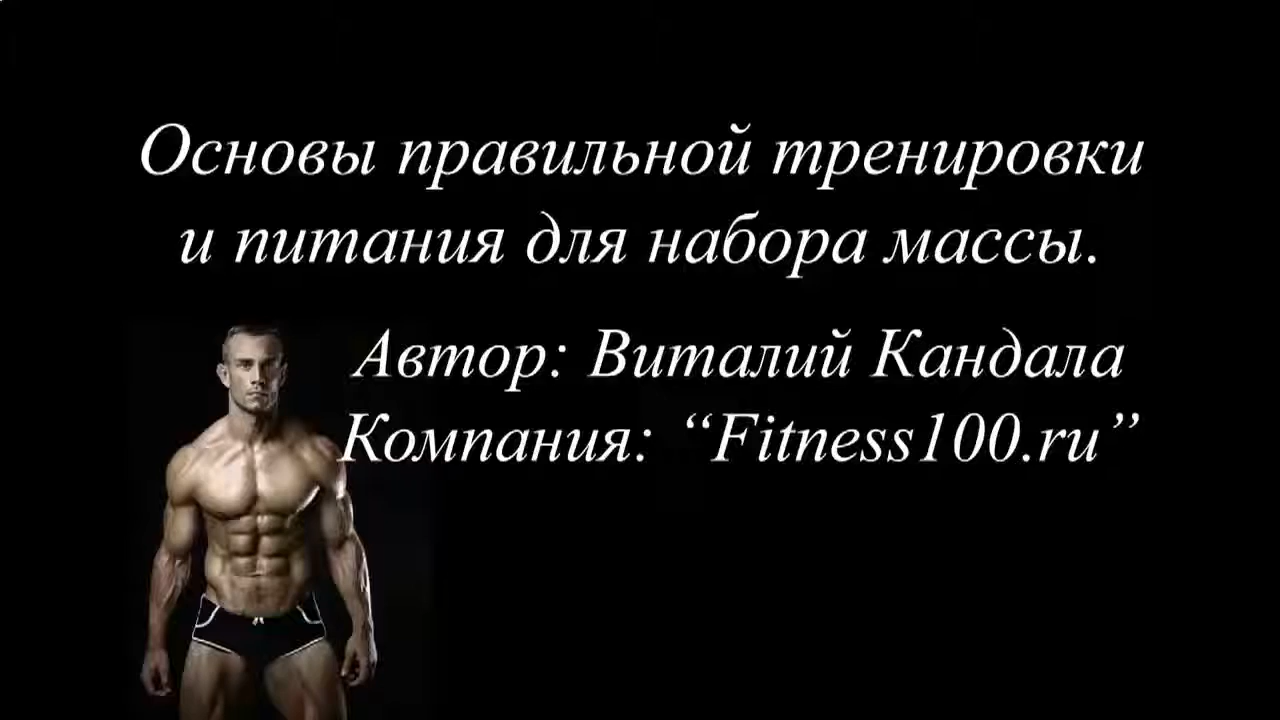 Основы правильной тренировки
и питания для набора массы.
Автор: Виталий Кандала
Компания: “Fitness100.ru”